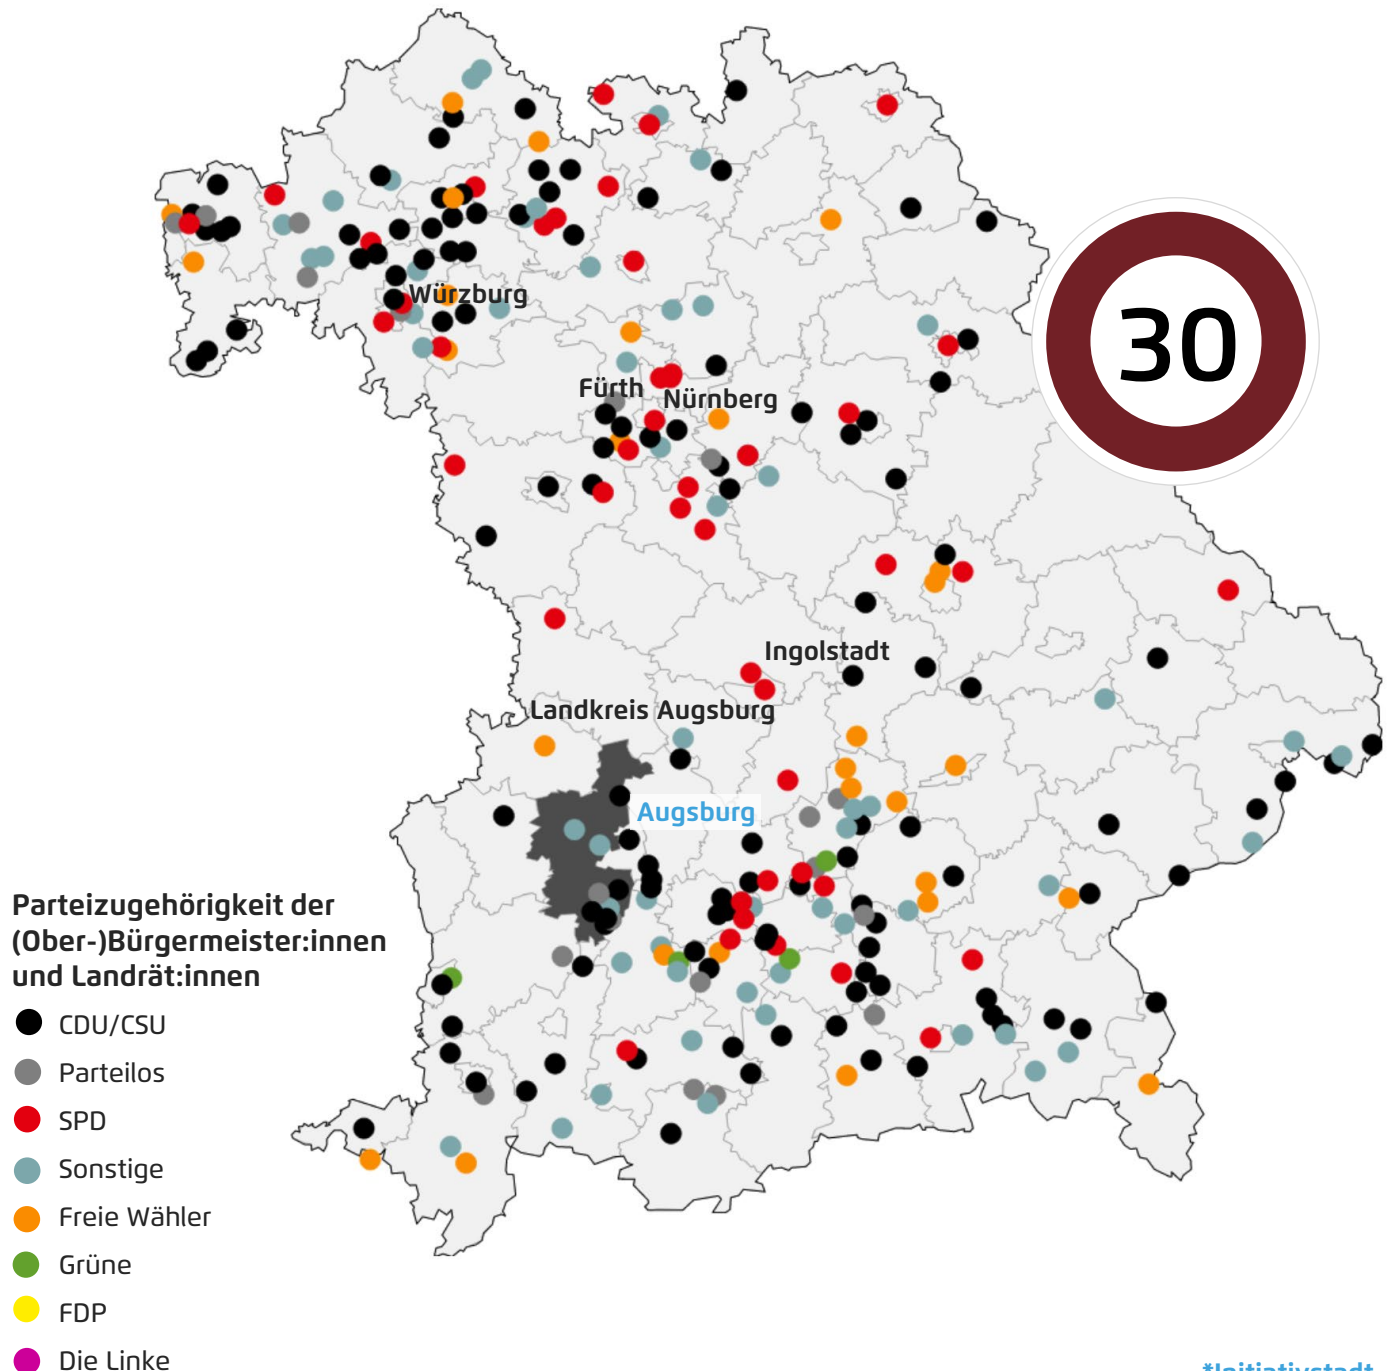 30
Würzburg
Fürth
Nürnberg
Ingolstadt
Landkreis Augsburg
Augsburg
Parteizugehörigkeit der
(Ober-)Bürgermeister:innen
und Landrät:innen
CDU/CSU
Parteilos
SPD
Sonstige
Freie Wähler
Grüne
FDP
Die Linke
*Initiativstadt